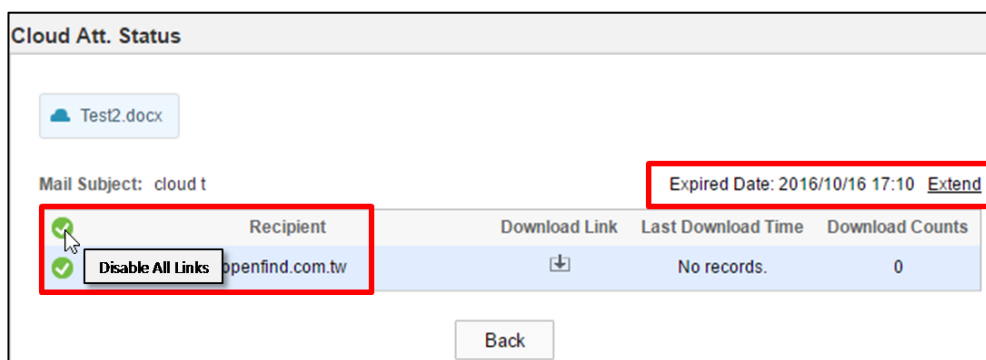 Cloud Att. Status
Test2.docx
Mail Subject: cloud t
Expired Date: 2016/10/16 17:10 Extend
Recipient Download Link Last Download Time Download Counts
Disable All Links
openfind.com.tw No records. 0
Back